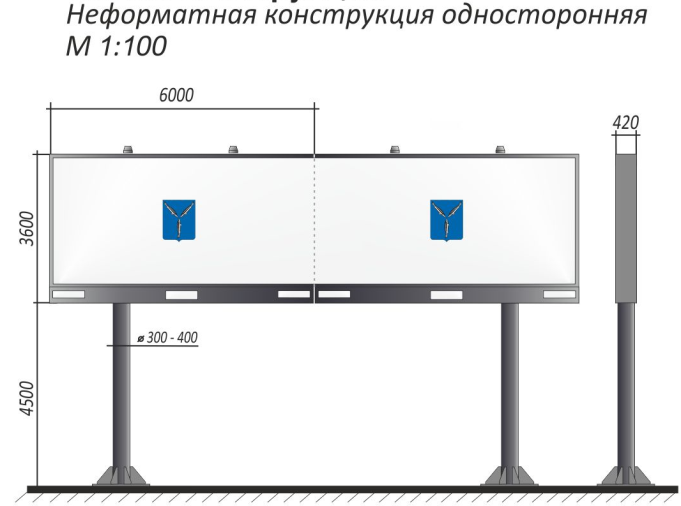 Неформатная конструкция односторонняя
М 1:100
6000
420
3600
ø 300 - 400
4500